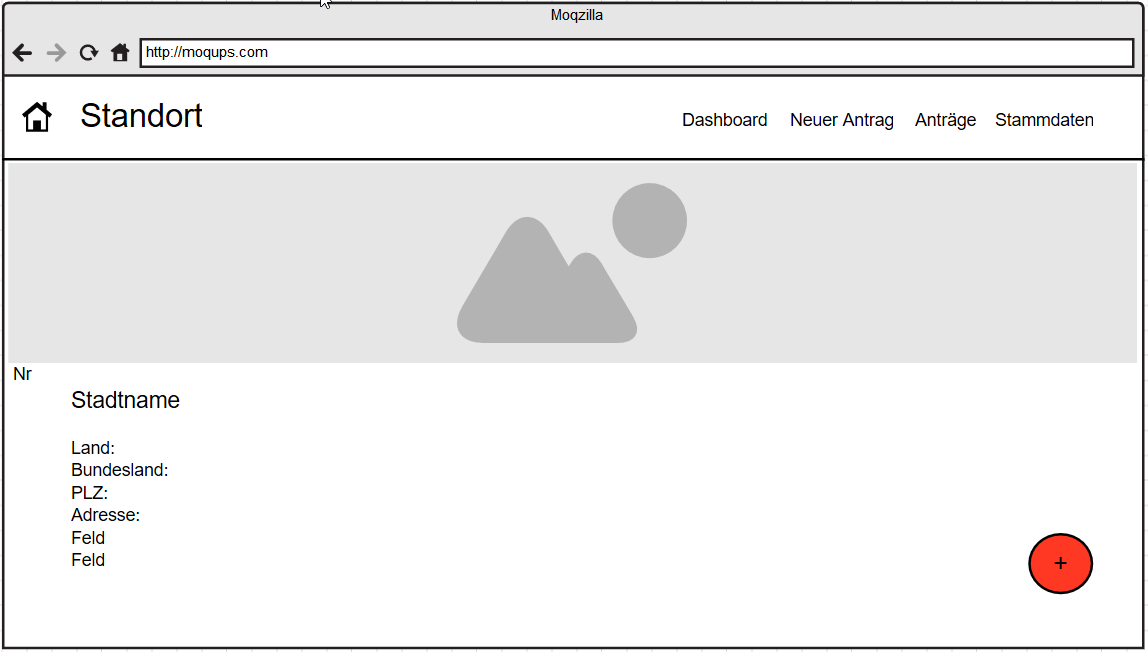 Moqzilla
http://moqups.com
Standort
Dashboard Neuer Antrag Anträge Stammdaten
Nr
Stadtname
Land:
Bundesland:
PLZ:
Adresse:
Feld
Feld
+